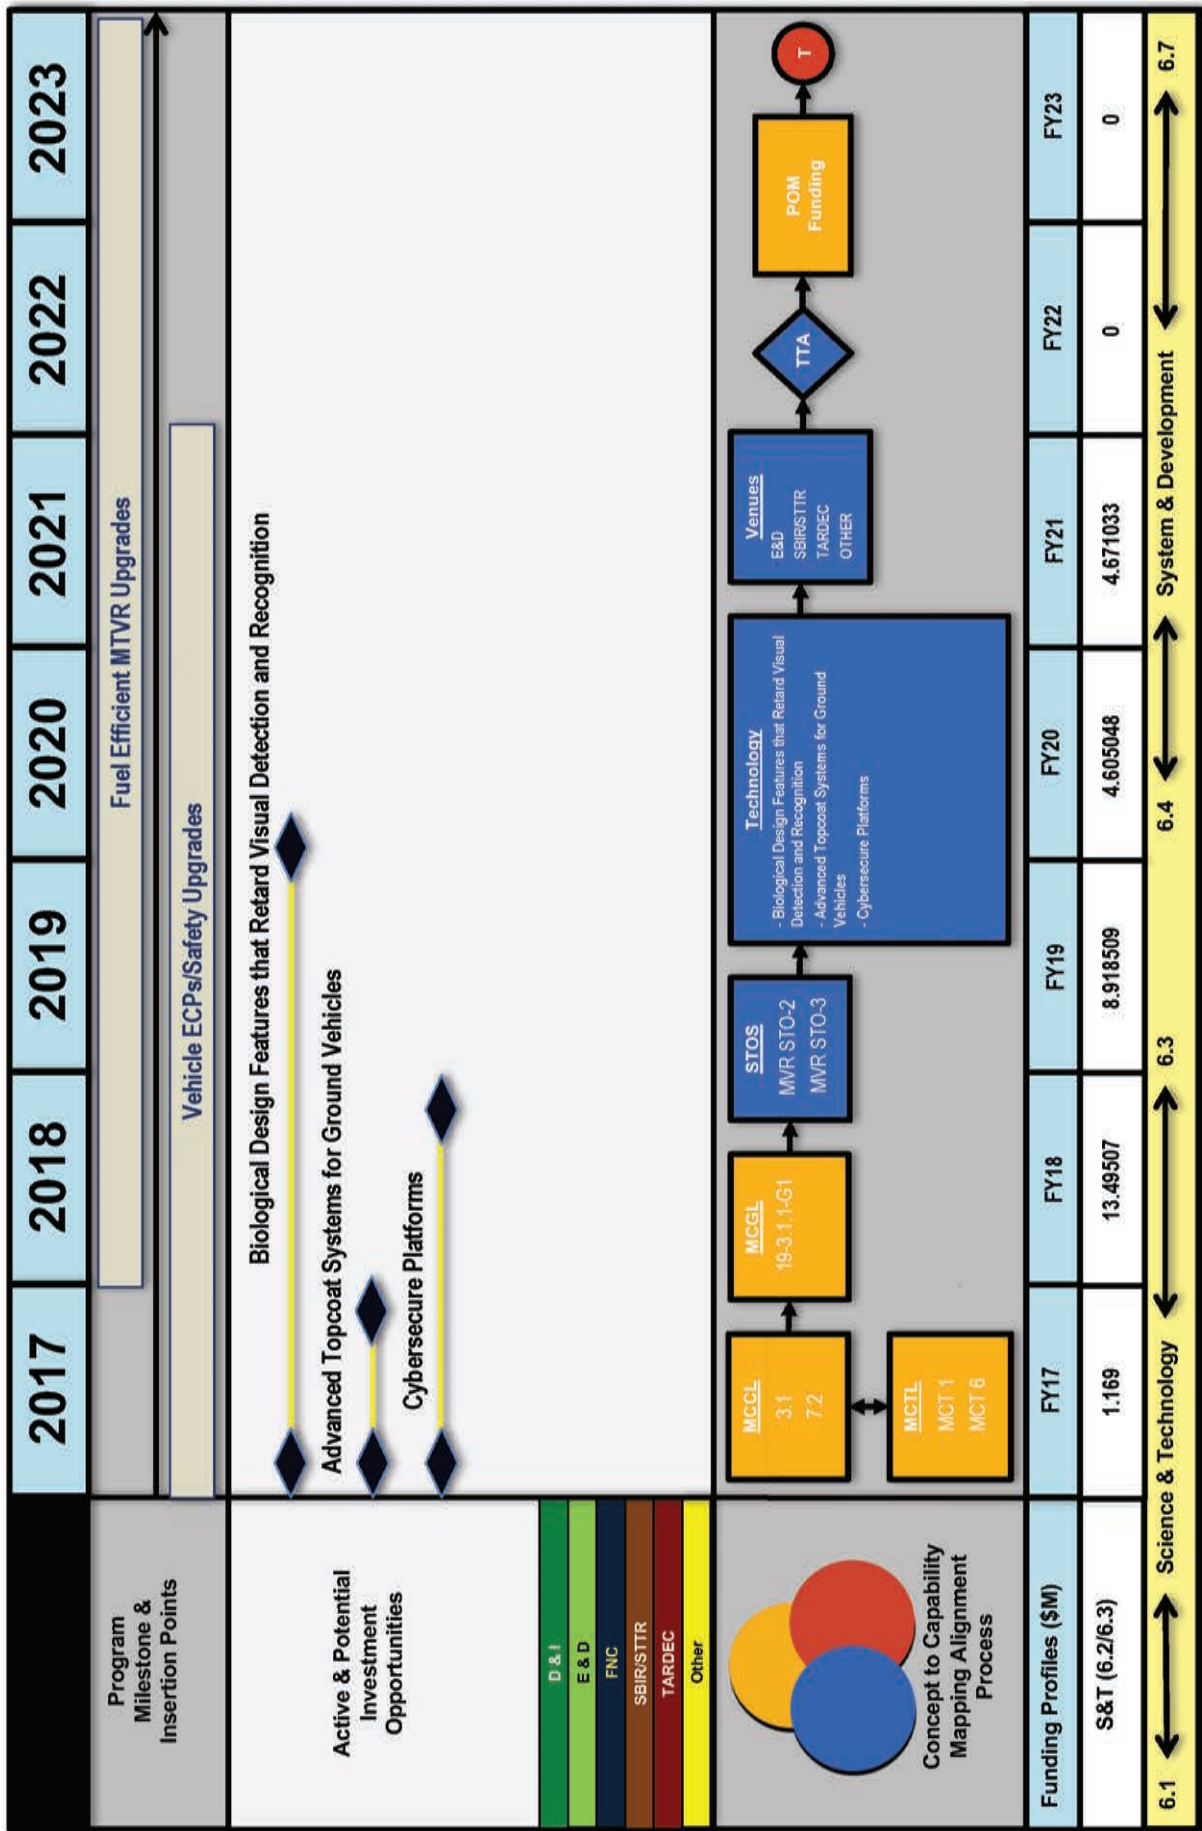 2017
2018
2019
2020
2021
2022
2023
Program
Milestone &
Insertion Points
Fuel Efficient MTVR Upgrades
Vehicle ECPs/Safety Upgrades
Active & Potential
Investment
Opportunities
D & I
E & D
FNC
SBIR/STTR
TARDEC
Other
Biological Design Features that Retard Visual Detection and Recognition
Advanced Topcoat Systems for Ground Vehicles
Cybersecure Platforms
Concept to Capability
Mapping Alignment
Process
MCCL
3.1
7.2
MCTL
MCT 1
MCT 6
MCGL
19-3.1.1-G1
STOS
MVR STO-2
MVR STO-3
Technology
- Biological Design Features that Retard Visual
Detection and Recognition
- Advanced Topcoat Systems for Ground
Vehicles
- Cybersecure Platforms
Venues
E&D
SBIR/STTR
TARDEC
OTHER
TTA
POM
Funding
T
Funding Profiles ($M)
FY17
FY18
FY19
FY20
FY21
FY22
FY23
S&T (6.2/6.3)
1.169
13.49507
8.918509
4.605048
4.671033
0
0
6.1
Science & Technology
6.3
6.4
System & Development
6.7